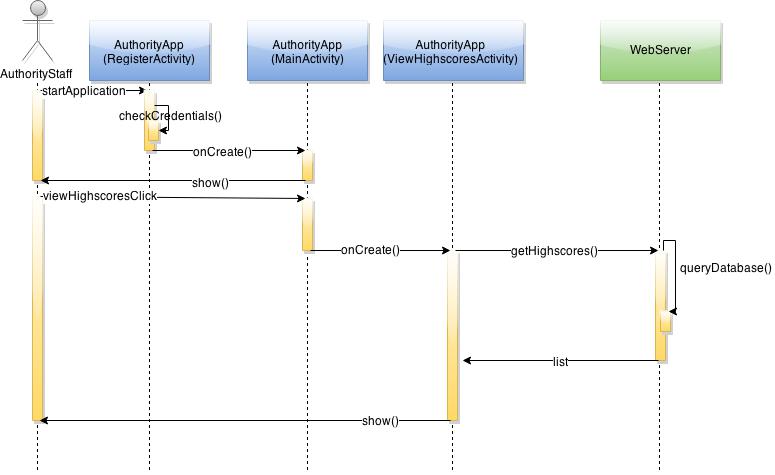 AuthorityStaff
AuthorityApp
(RegisterActivity)
AuthorityApp
(MainActivity)
AuthorityApp
(ViewHighscoresActivity)
WebServer
startApplication
checkCredentials()
onCreate()
show()
viewHighscoresClick
onCreate()
getHighscores()
queryDatabase()
list
show()